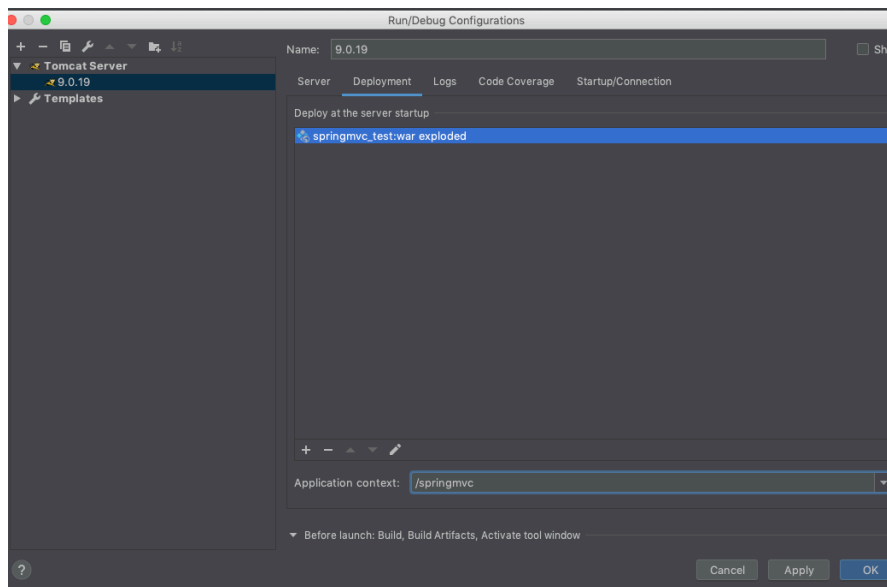 Run/Debug Configurations
Tomcat Server
9.0.19
Templates
Name: 9.0.19
Sh
Server Deployment Logs Code Coverage Startup/Connection
Deploy at the server startup
springmvc_test:war exploded
Application context: /springmvc
Before launch: Build, Build Artifacts, Activate tool window
? Cancel Apply OK